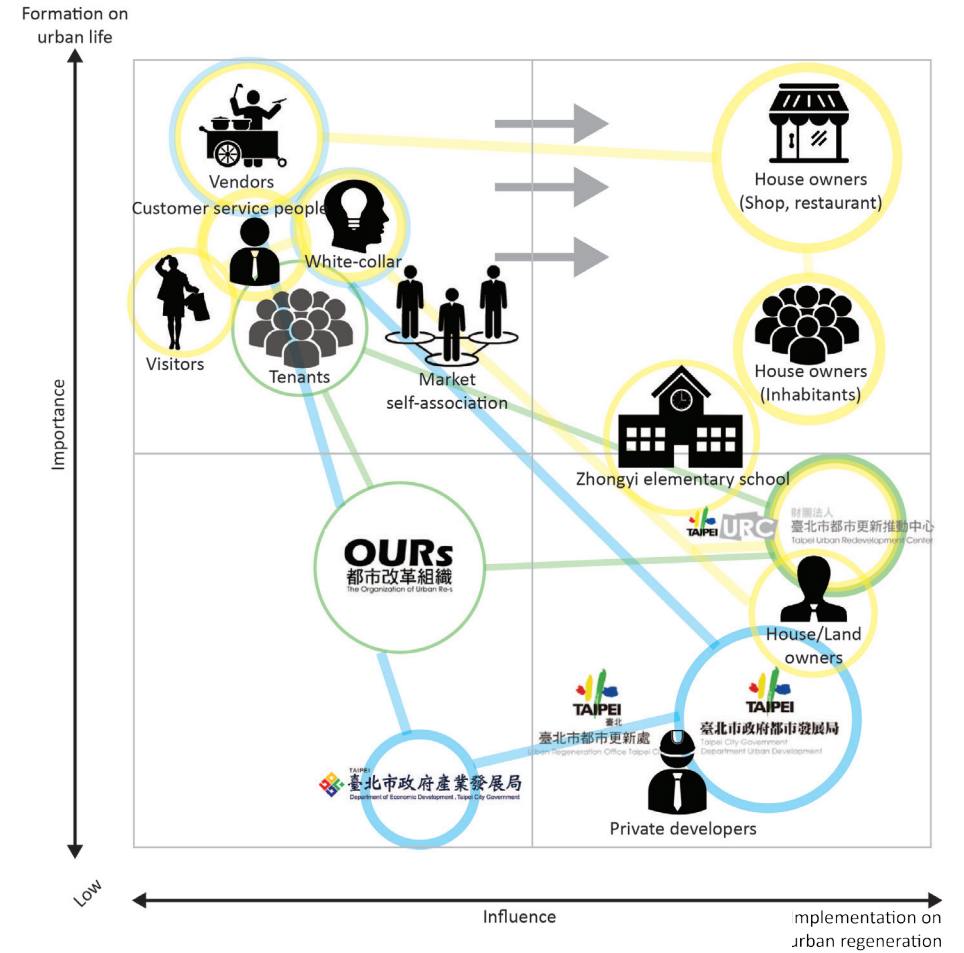 Formation on
urban life
Vendors
Customer service people
White-collar
Visitors
Tenants
Market
self-association
House owners
(Shop, restaurant)
House owners
(Inhabitants)
Zhongyi elementary school
Importance
TAIPEI
URC
財團法人
臺北市都市更新推動中心
Taipei Urban Redevelopment Center
OURs
都市改革組織
The Organization of Urban Re-s
House/Land
owners
TAIPEI
臺北
臺北市都市更新處
Urban Regeneration Office Taipei
TAIPEI
臺北市政府都市發展局
Taipei City Government
Department Urban Development
TAIPEI
臺北市政府產業發展局
Department of Economic Development , Taipei City Government
Private developers
Low
Influence
mplementation on
urban regeneration